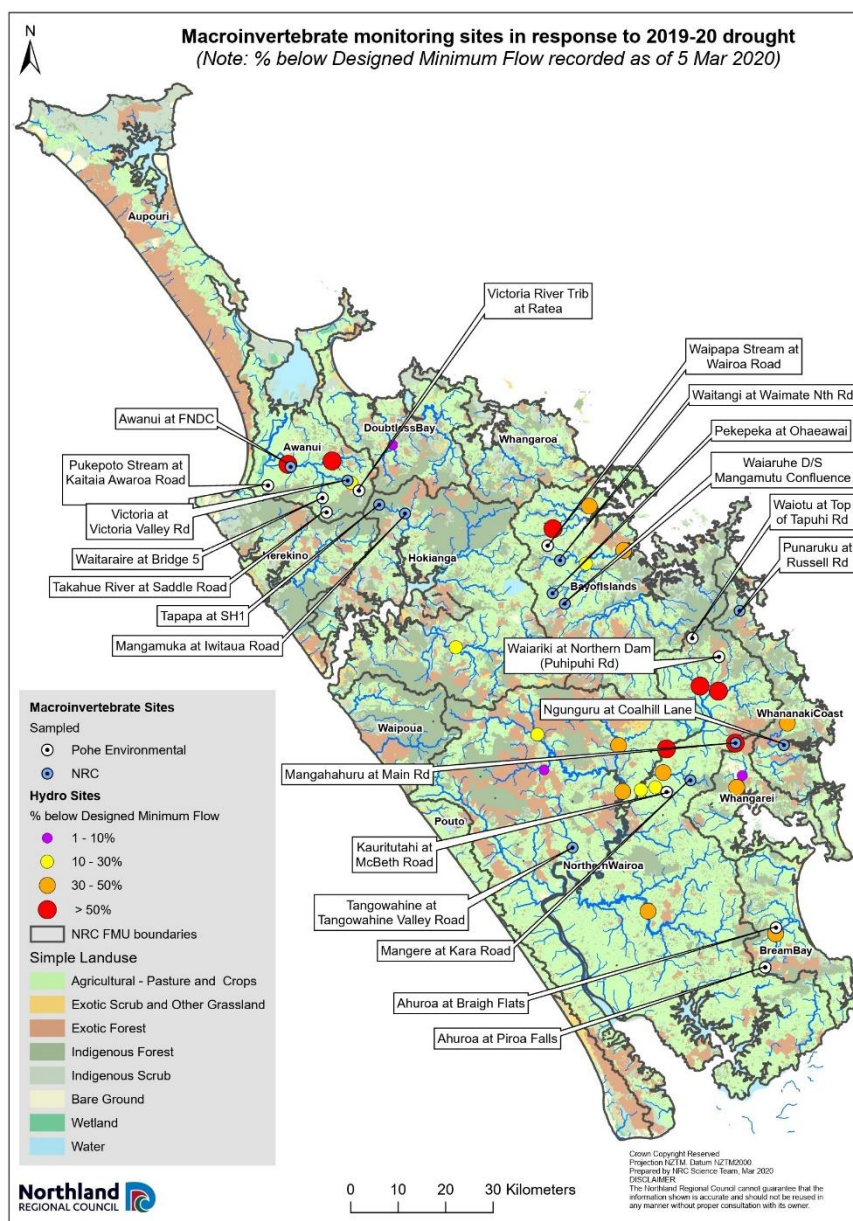 Macroinvertebrate monitoring sites in response to 2019-20 drought
(Note: % below Designed Minimum Flow recorded as of 5 Mar 2020)
N
Aupouri
Victoria River Trib
at Ratea
Waipapa Stream at
Wairoa Road
Waitangi at Waimate Nth Rd
Pekepeka at Ohaeawai
Waiaruhe D/S
Mangamutu Confluence
Waiotu at Top
of Tapuhi Rd
Punaruku at
Russell Rd
Awanui at FNDC
Awanui
DoubtlessBay
Whangaroa
Pukepoto Stream at
Kaitaia Awaroa Road
Victoria at
Victoria Valley Rd
Waitaraire at Bridge 5
Takahue River at Saddle Road
Tapapa at SH1
Mangamuka at Iwitaua Road
Herekino
Hokianga
BayofIslands
Waiariki at Northern Dam
(Puhipuhi Rd)
Ngunguru at Coalhill Lane
WhananakiCoast
Waipoua
Mangahahuru at Main Rd
Whangarei
Pouto
Kauritutahi at
McBeth Road
NorthernWairoa
Tangowahine at
Tangowahine Valley Road
Mangere at Kara Road
BreamBay
Ahuroa at Braigh Flats
Ahuroa at Piroa Falls
Macroinvertebrate Sites
Sampled
Pohe Environmental
NRC
Hydro Sites
% below Designed Minimum Flow
1 - 10%
10 - 30%
30 - 50%
> 50%
NRC FMU boundaries
Simple Landuse
Agricultural - Pasture and Crops
Exotic Scrub and Other Grassland
Exotic Forest
Indigenous Forest
Indigenous Scrub
Bare Ground
Wetland
Water
Northland
REGIONAL COUNCIL
0 10 20 30 Kilometers
Crown Copyright Reserved
Projection NZTM. Datum NZTM2000
Prepared by NRC Science Team, Mar 2020
DISCLAIMER
The Northland Regional Council cannot guarantee that the
information shown is accurate and should not be reused in
any manner without proper consultation with its owner.